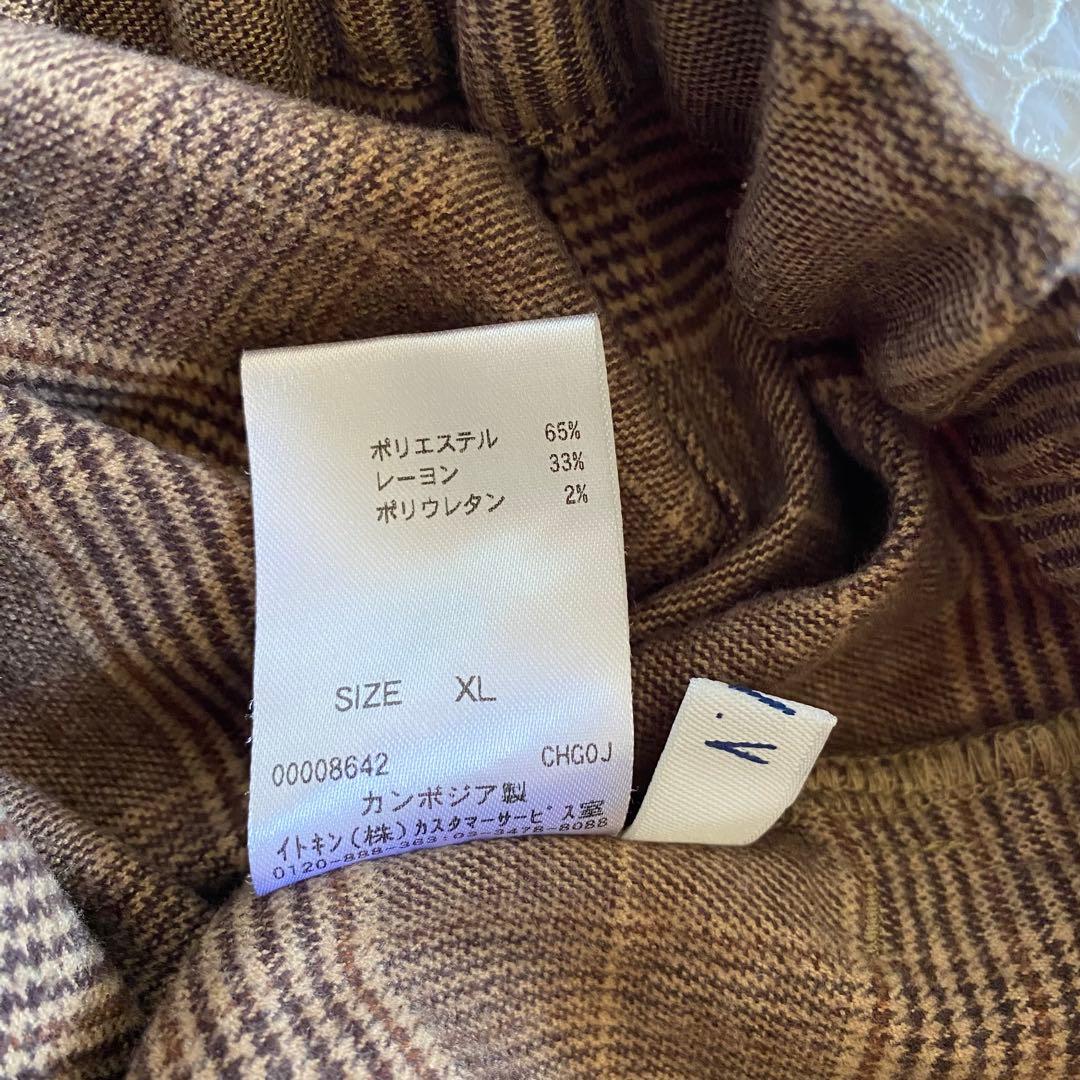 ポリエステル 65%
レーヨン 33%
ポリウレタン 2%
SIZE XL
00008642 CHGOJ
カンボジア製
イトキン(株)カスタマーサービス室
0120-888-363:03-3478-8088